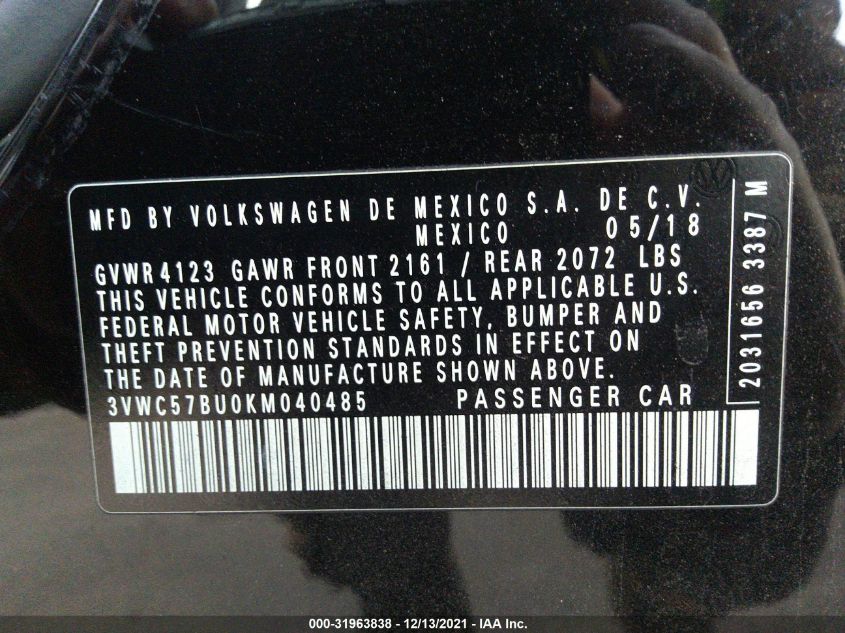 MFD BY VOLKSWAGEN DE MEXICO S.A. DE C.V.
MEXICO 05/18
GVWR 4123 GAWR FRONT 2161 / REAR 2072 LBS
THIS VEHICLE CONFORMS TO ALL APPLICABLE U.S.
FEDERAL MOTOR VEHICLE SAFETY, BUMPER AND
THEFT PREVENTION STANDARDS IN EFFECT ON
THE DATE OF MANUFACTURE SHOWN ABOVE.
3VWC57BU0KM040485 PASSENGER CAR
2031656 3387 M
000-31963838 - 12/13/2021 - IAA Inc.